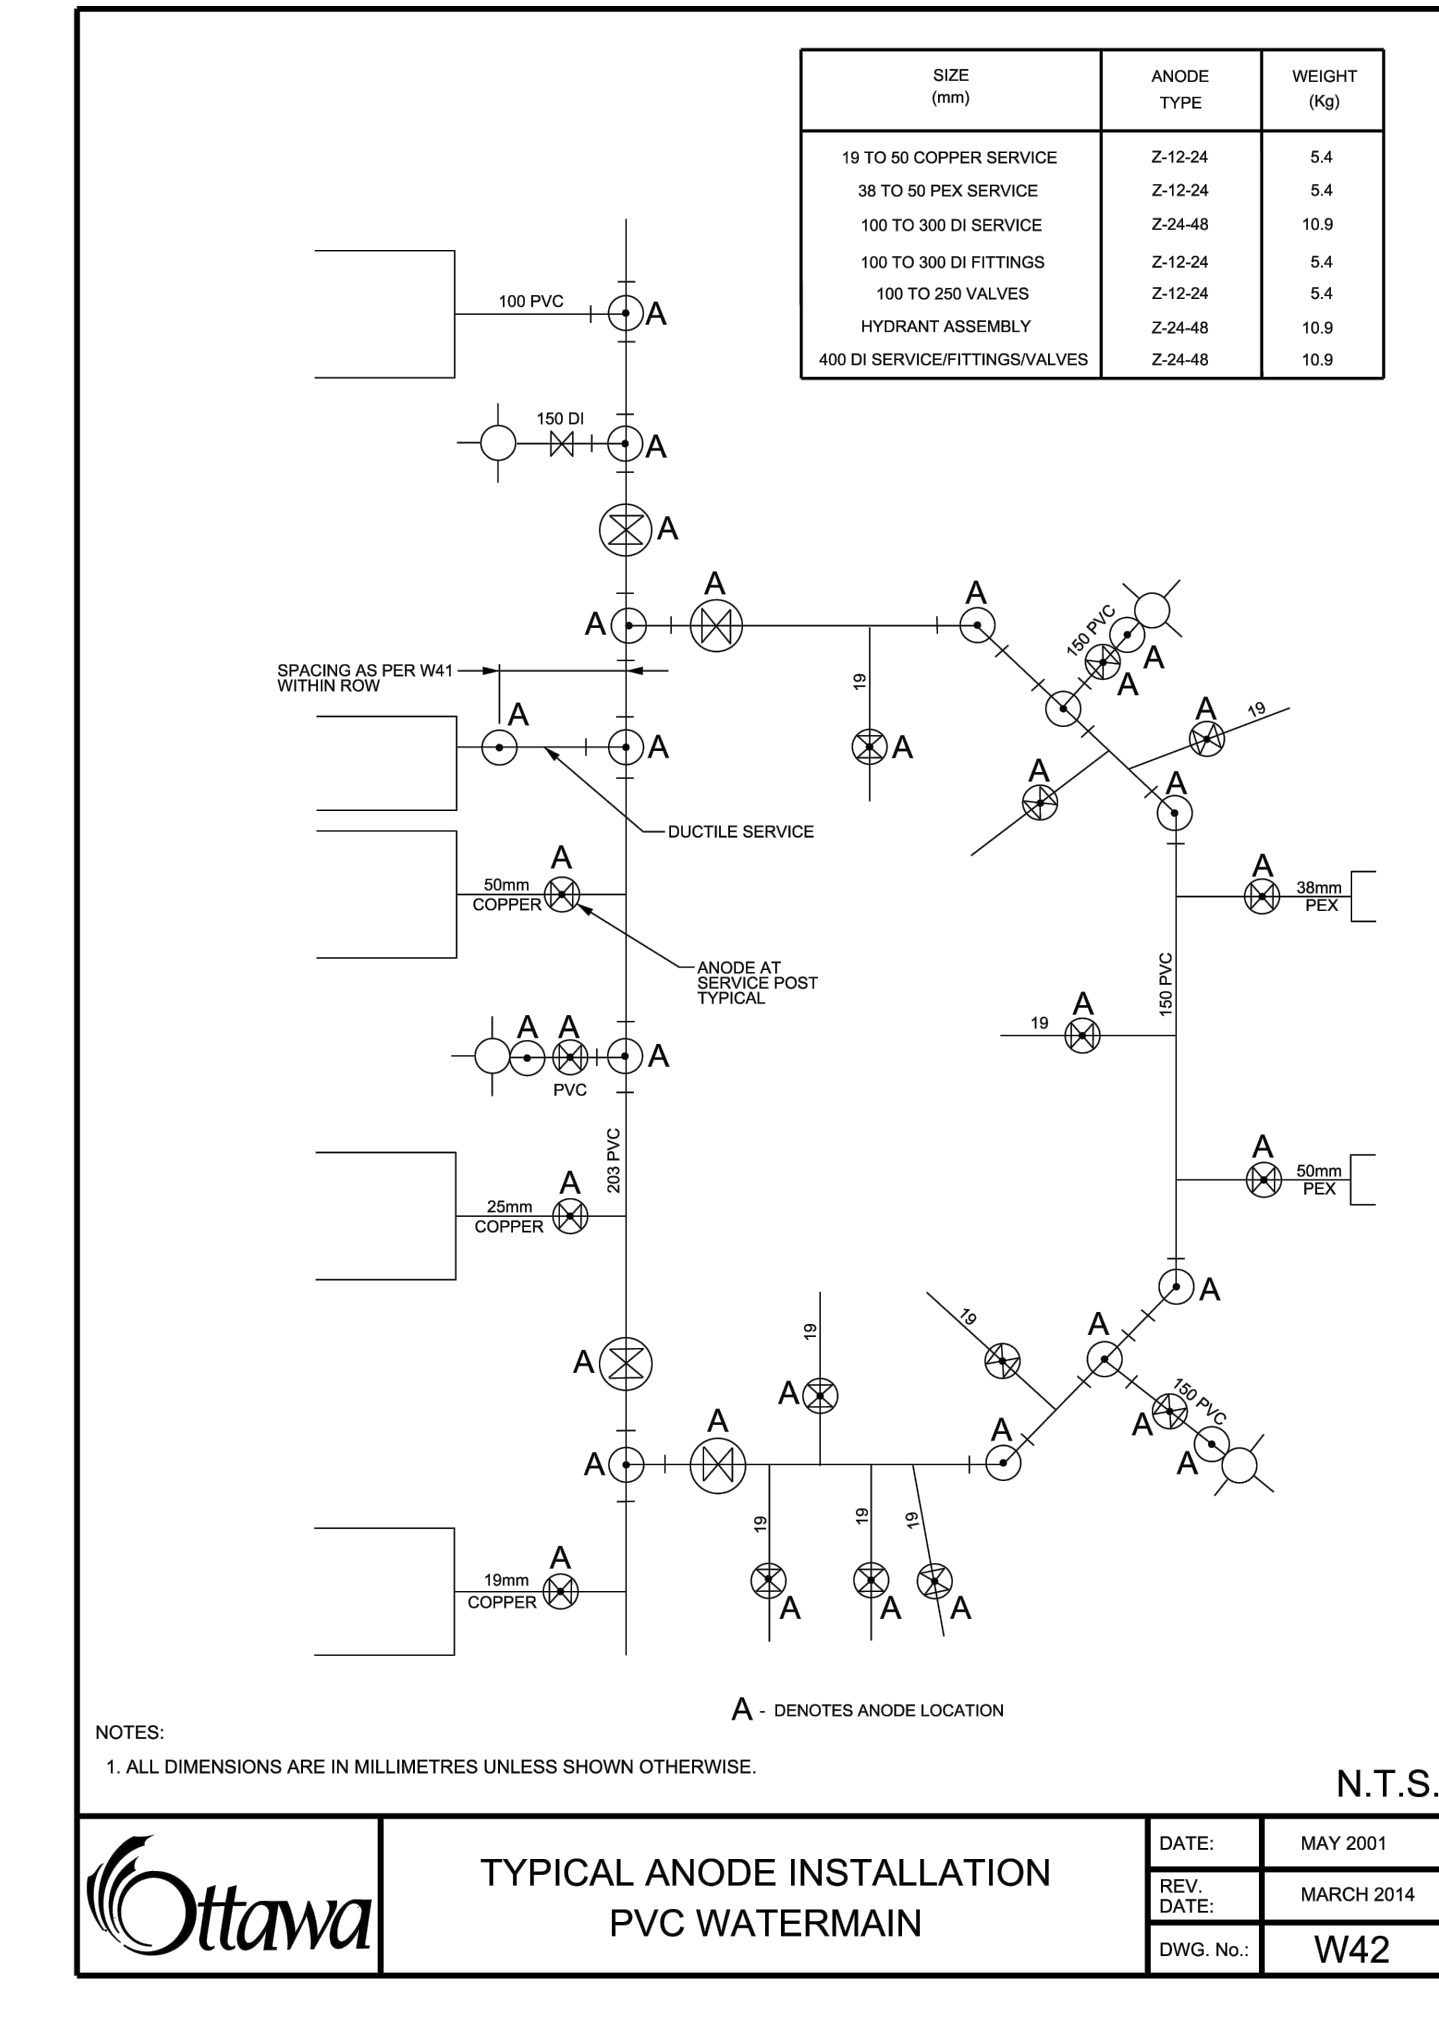 SIZE ANODE WEIGHT
(mm) TYPE (Kg)
19 TO 50 COPPER SERVICE Z-12-24 5.4
38 TO 50 PEX SERVICE Z-12-24 5.4
100 TO 300 DI SERVICE Z-24-48 10.9
100 TO 300 DI FITTINGS Z-12-24 5.4
100 TO 250 VALVES Z-12-24 5.4
HYDRANT ASSEMBLY Z-24-48 10.9
400 DI SERVICE/FITTINGS/VALVES Z-24-48 10.9
100 PVC
A
150 DI
A
A
A
A
A
150 PVC
A
A
SPACING AS PER W41
WITHIN ROW
19
A
A
A
A
19
A
A
DUCTILE SERVICE
A
50mm
COPPER
A
A
38mm
PEX
ANODE AT
SERVICE POST
TYPICAL
150 PVC
19
A
A
A
A
PVC
203 PVC
A
50mm
PEX
25mm
COPPER
A
A
19
19
A
150 PVC
A
A
A
A
A
A
A
A
19
19
19
A
A
A
19mm
COPPER
A
A - DENOTES ANODE LOCATION
NOTES:
1. ALL DIMENSIONS ARE IN MILLIMETRES UNLESS SHOWN OTHERWISE.
N.T.S.
Ottawa
TYPICAL ANODE INSTALLATION
PVC WATERMAIN
DATE: MAY 2001
REV.
DATE: MARCH 2014
DWG. No.: W42